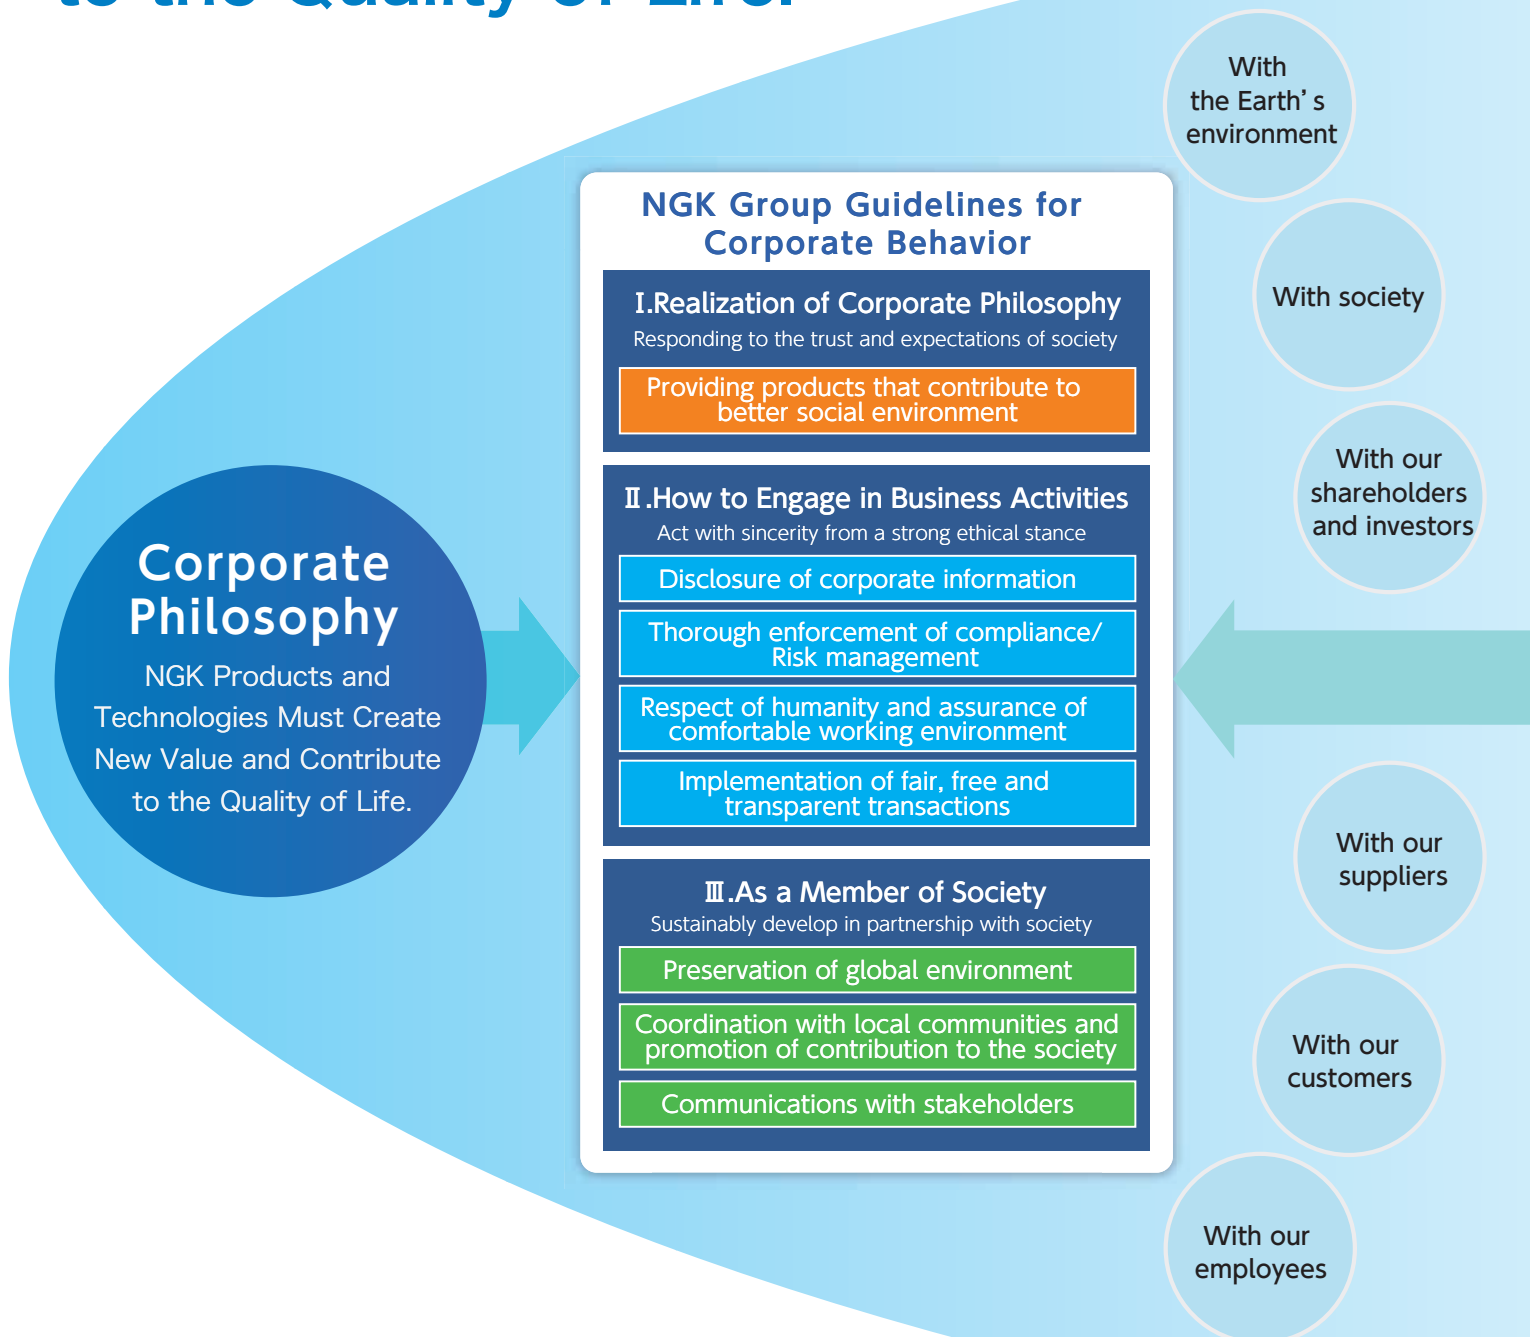 to the Quality of Life.
With
the Earth’s
environment
NGK Group Guidelines for
Corporate Behavior
Ⅰ.Realization of Corporate Philosophy
Responding to the trust and expectations of society
Providing products that contribute to
better social environment
With society
With our
shareholders
and investors
Ⅱ.How to Engage in Business Activities
Act with sincerity from a strong ethical stance
Disclosure of corporate information
Thorough enforcement of compliance/
Risk management
Respect of humanity and assurance of
comfortable working environment
Implementation of fair, free and
transparent transactions
Corporate
Philosophy
NGK Products and
Technologies Must Create
New Value and Contribute
to the Quality of Life.
Ⅲ.As a Member of Society
Sustainably develop in partnership with society
Preservation of global environment
Coordination with local communities and
promotion of contribution to the society
Communications with stakeholders
With our
suppliers
With our
customers
With our
employees